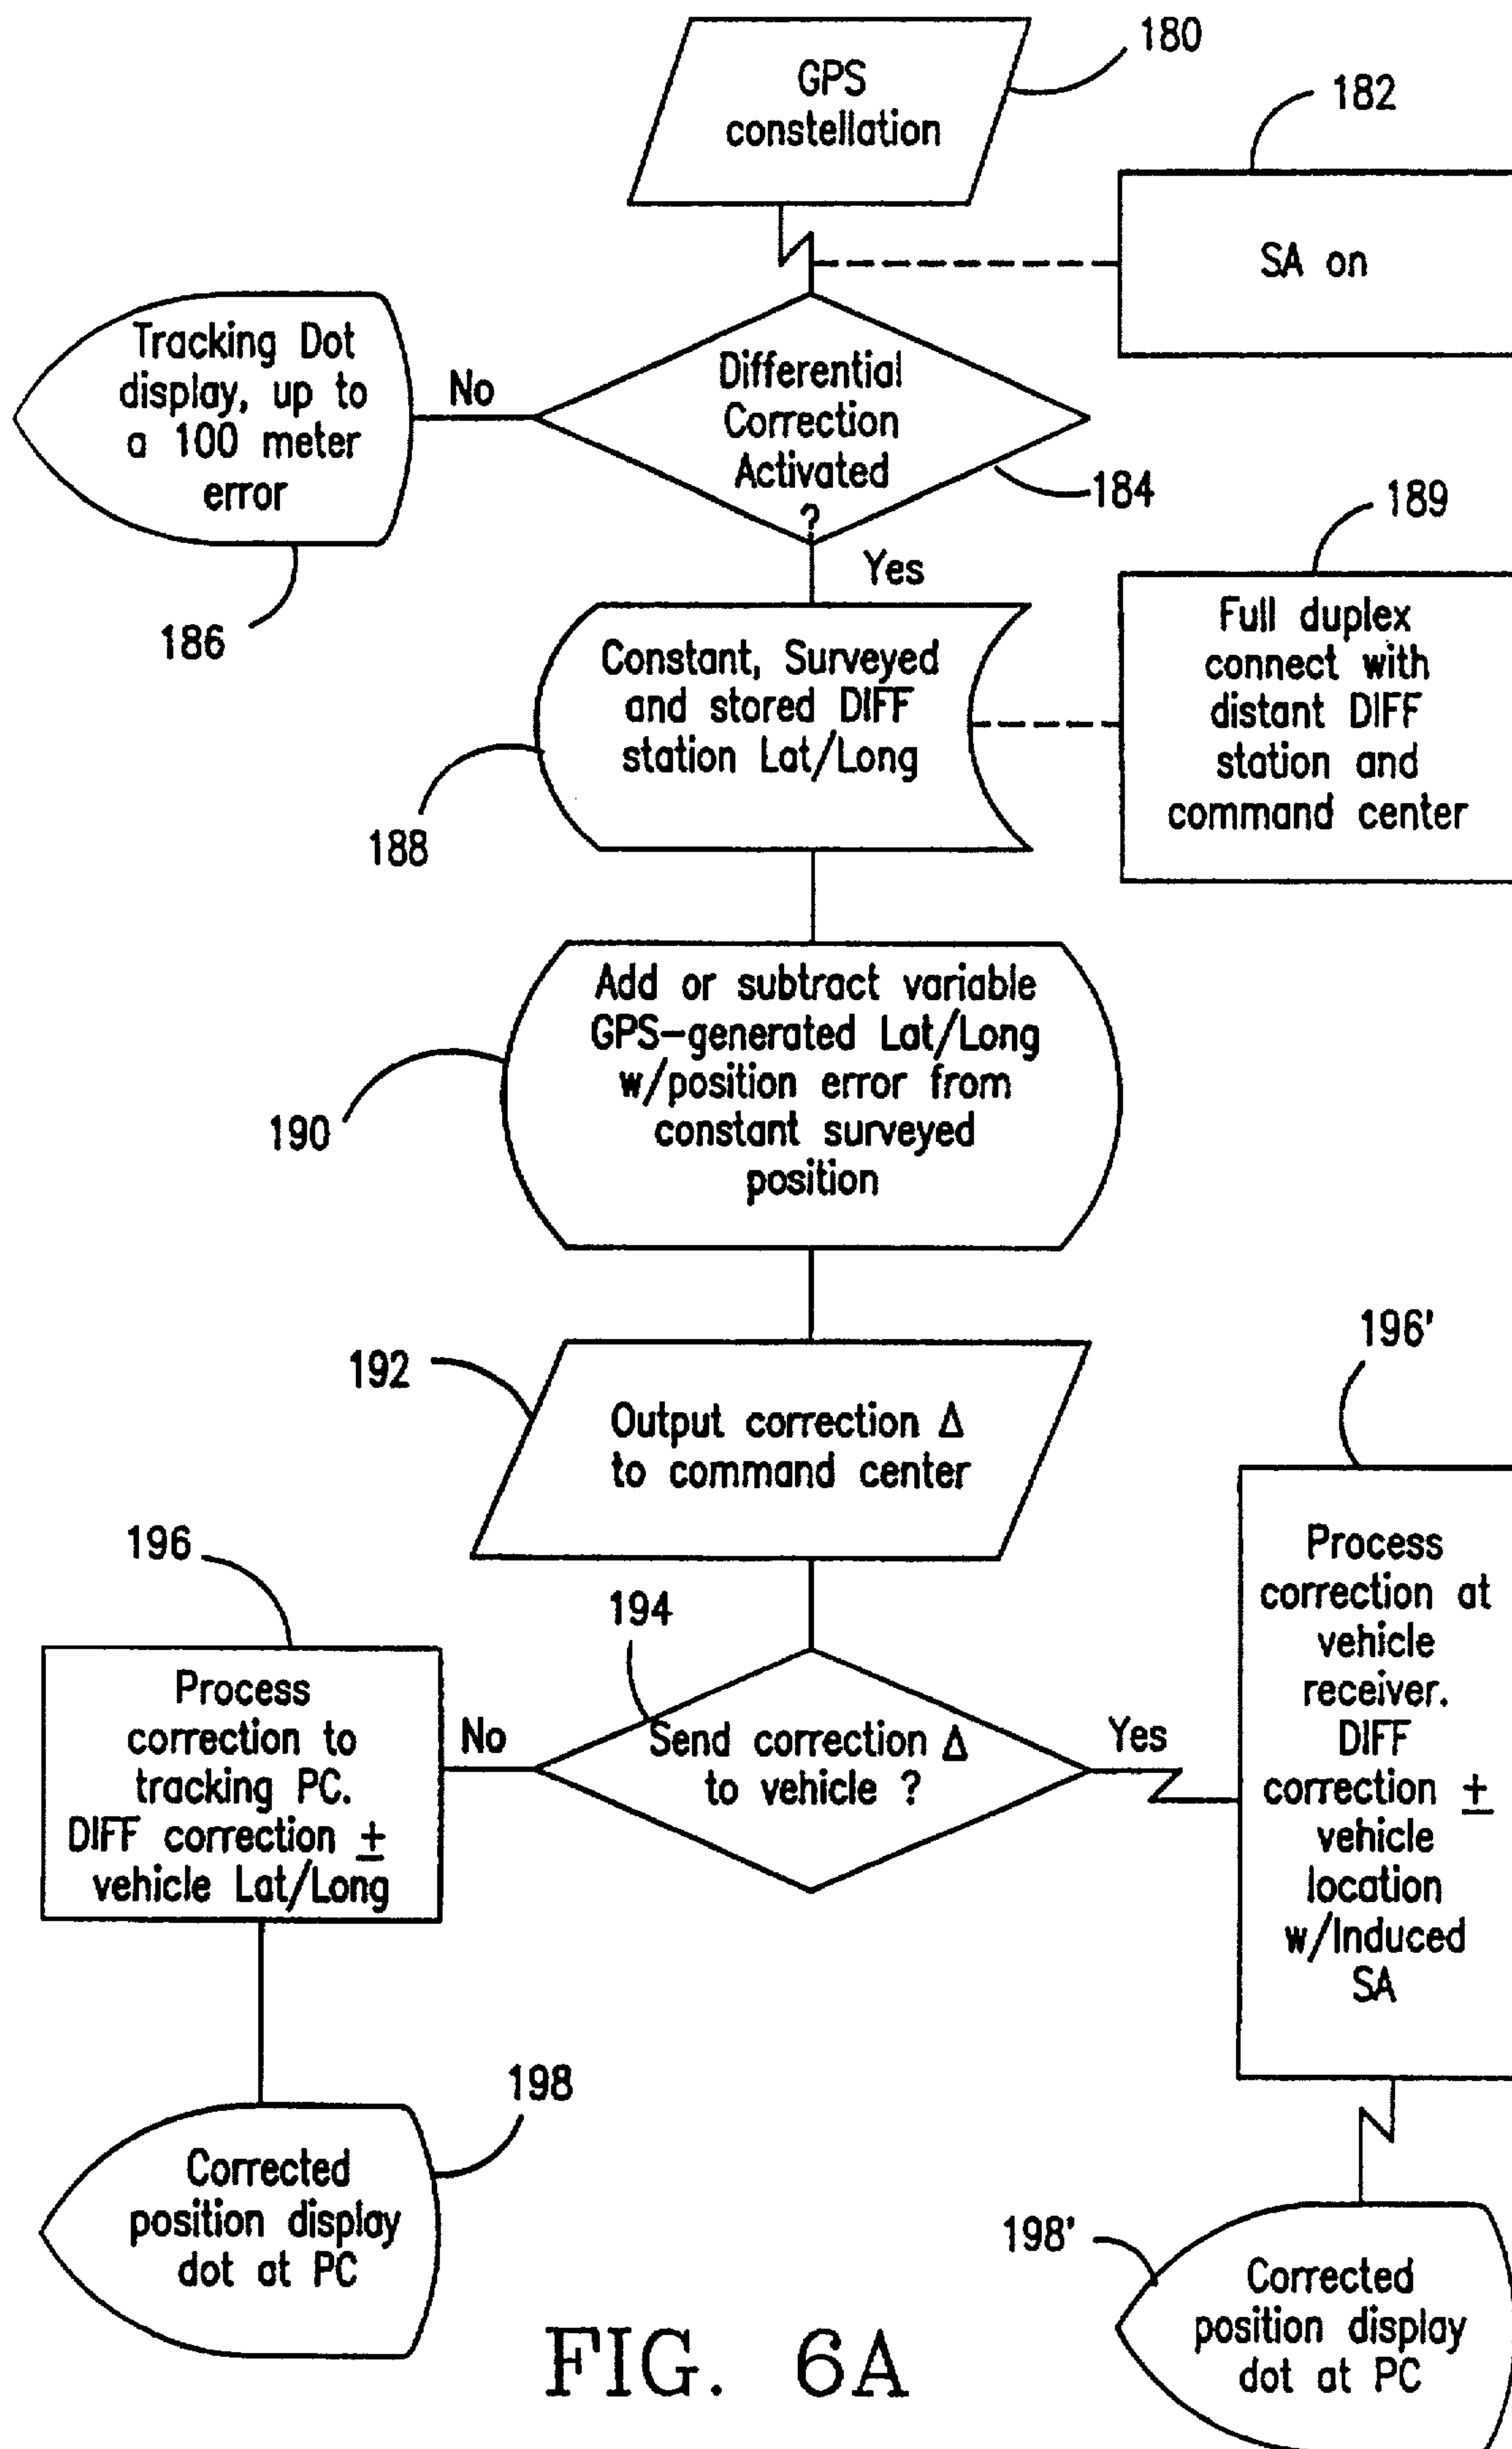 GPS
constellation
180
182
SA on
Tracking Dot
display, up to
a 100 meter
error
No
Differential
Correction
Activated
?
184
186
Yes
189
Full duplex
connect with
distant DIFF
station and
command center
Constant, Surveyed
and stored DIFF
station Lat/Long
188
Add or subtract variable
GPS-generated Lat/Long
w/position error from
constant surveyed
position
190
192
Output correction Δ
to command center
196'
196
194
Process
correction to
tracking PC.
DIFF correction ±
vehicle Lat/Long
No
Send correction Δ
to vehicle ?
Yes
Process
correction at
vehicle
receiver.
DIFF
correction ±
vehicle
location
w/Induced
SA
198
Corrected
position display
dot at PC
198'
Corrected
position display
dot at PC
FIG. 6A